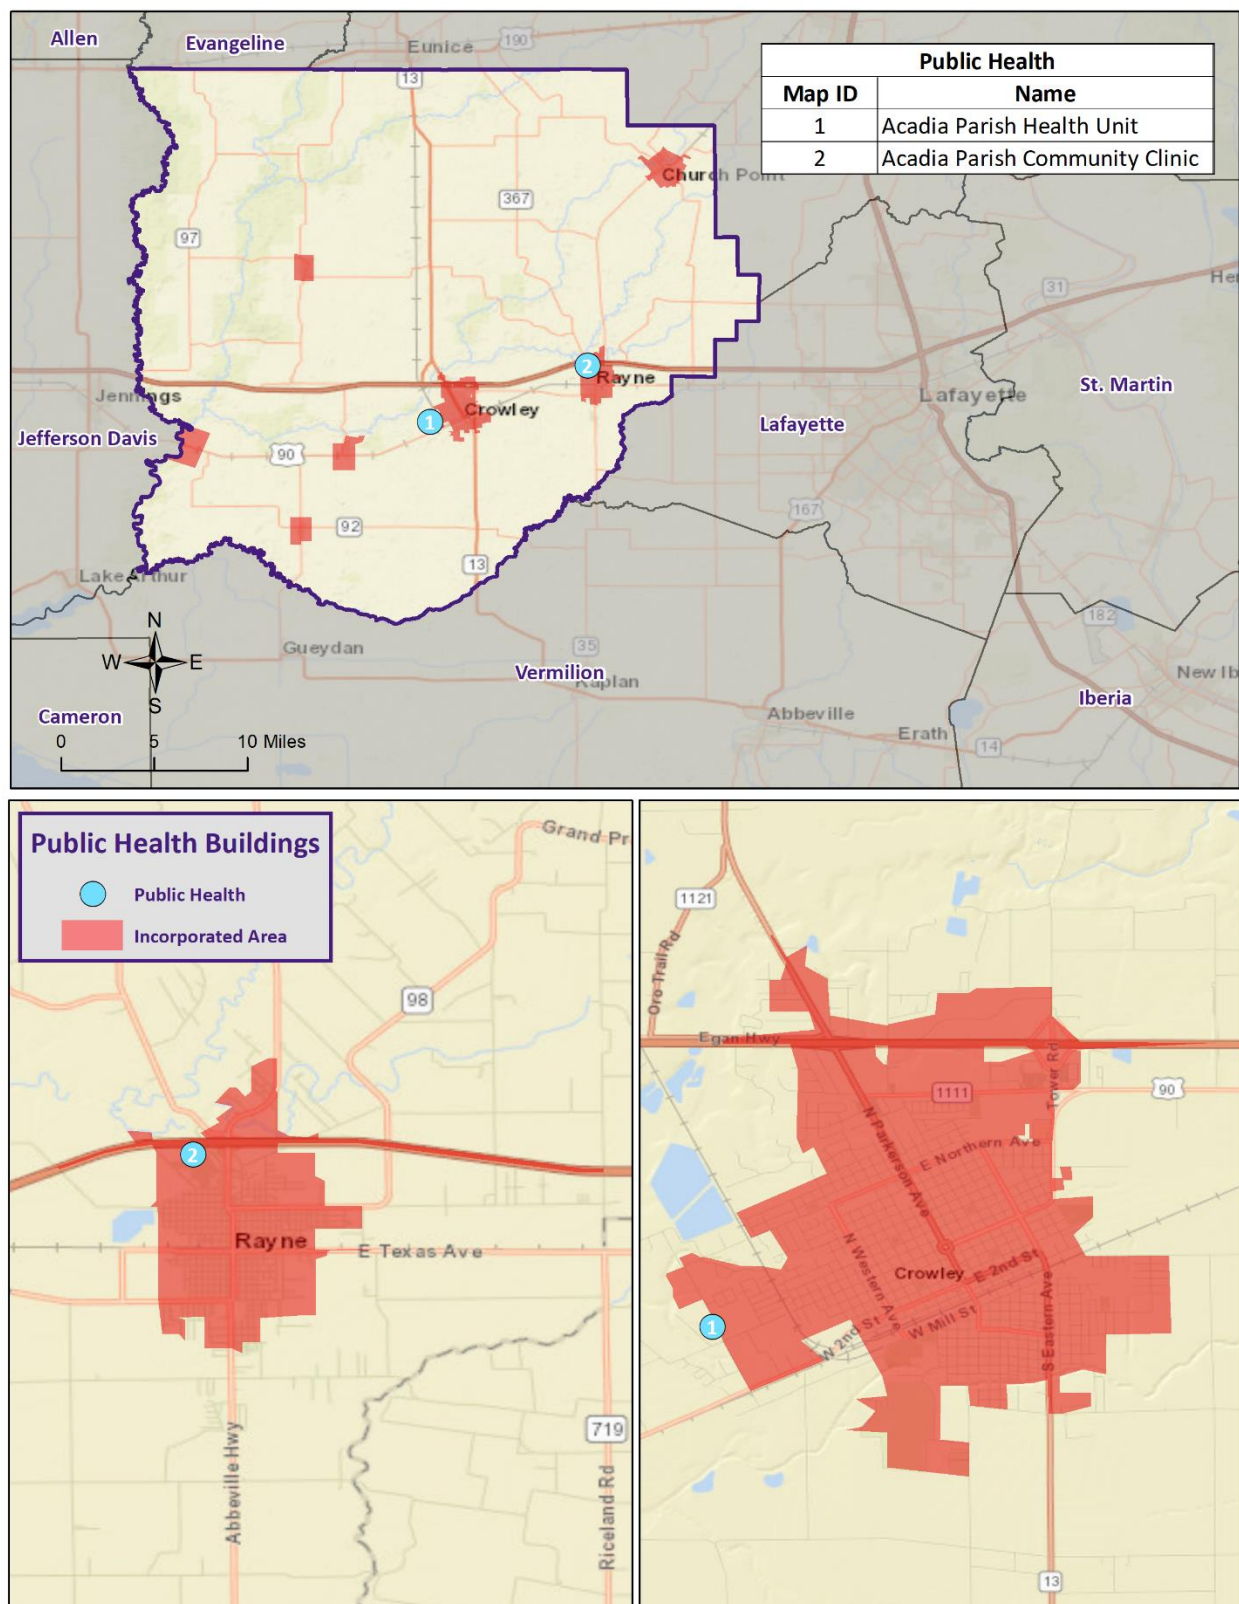 Allen
Evangeline
Eunice
190
13
Public Health
Map ID Name
1 Acadia Parish Health Unit
2 Acadia Parish Community Clinic
Church Point
367
97
31
2
Rayne
Jennings
Crowley
1
Lafayette
St. Martin
Jefferson Davis
Lafayette
90
167
92
13
Lake Arthur
182
N
W E
S
Gueydan
35
Vermilion
Kaplan
New Ib
Iberia
Cameron
Abbeville
Erath
14
0 5 10 Miles
Public Health Buildings
Public Health
Incorporated Area
Grand Pr
98
2
Rayne
E Texas Ave
Abbeville Hwy
719
Riceland Rd
1121
Oro Trail Rd
Egan Hwy
Tower Rd
90
1111
N Parkerson Ave
E Northern Ave
N Western Ave
Crowley
E 2nd St
1
W 2nd St
W Mill St
S Eastern Ave
13